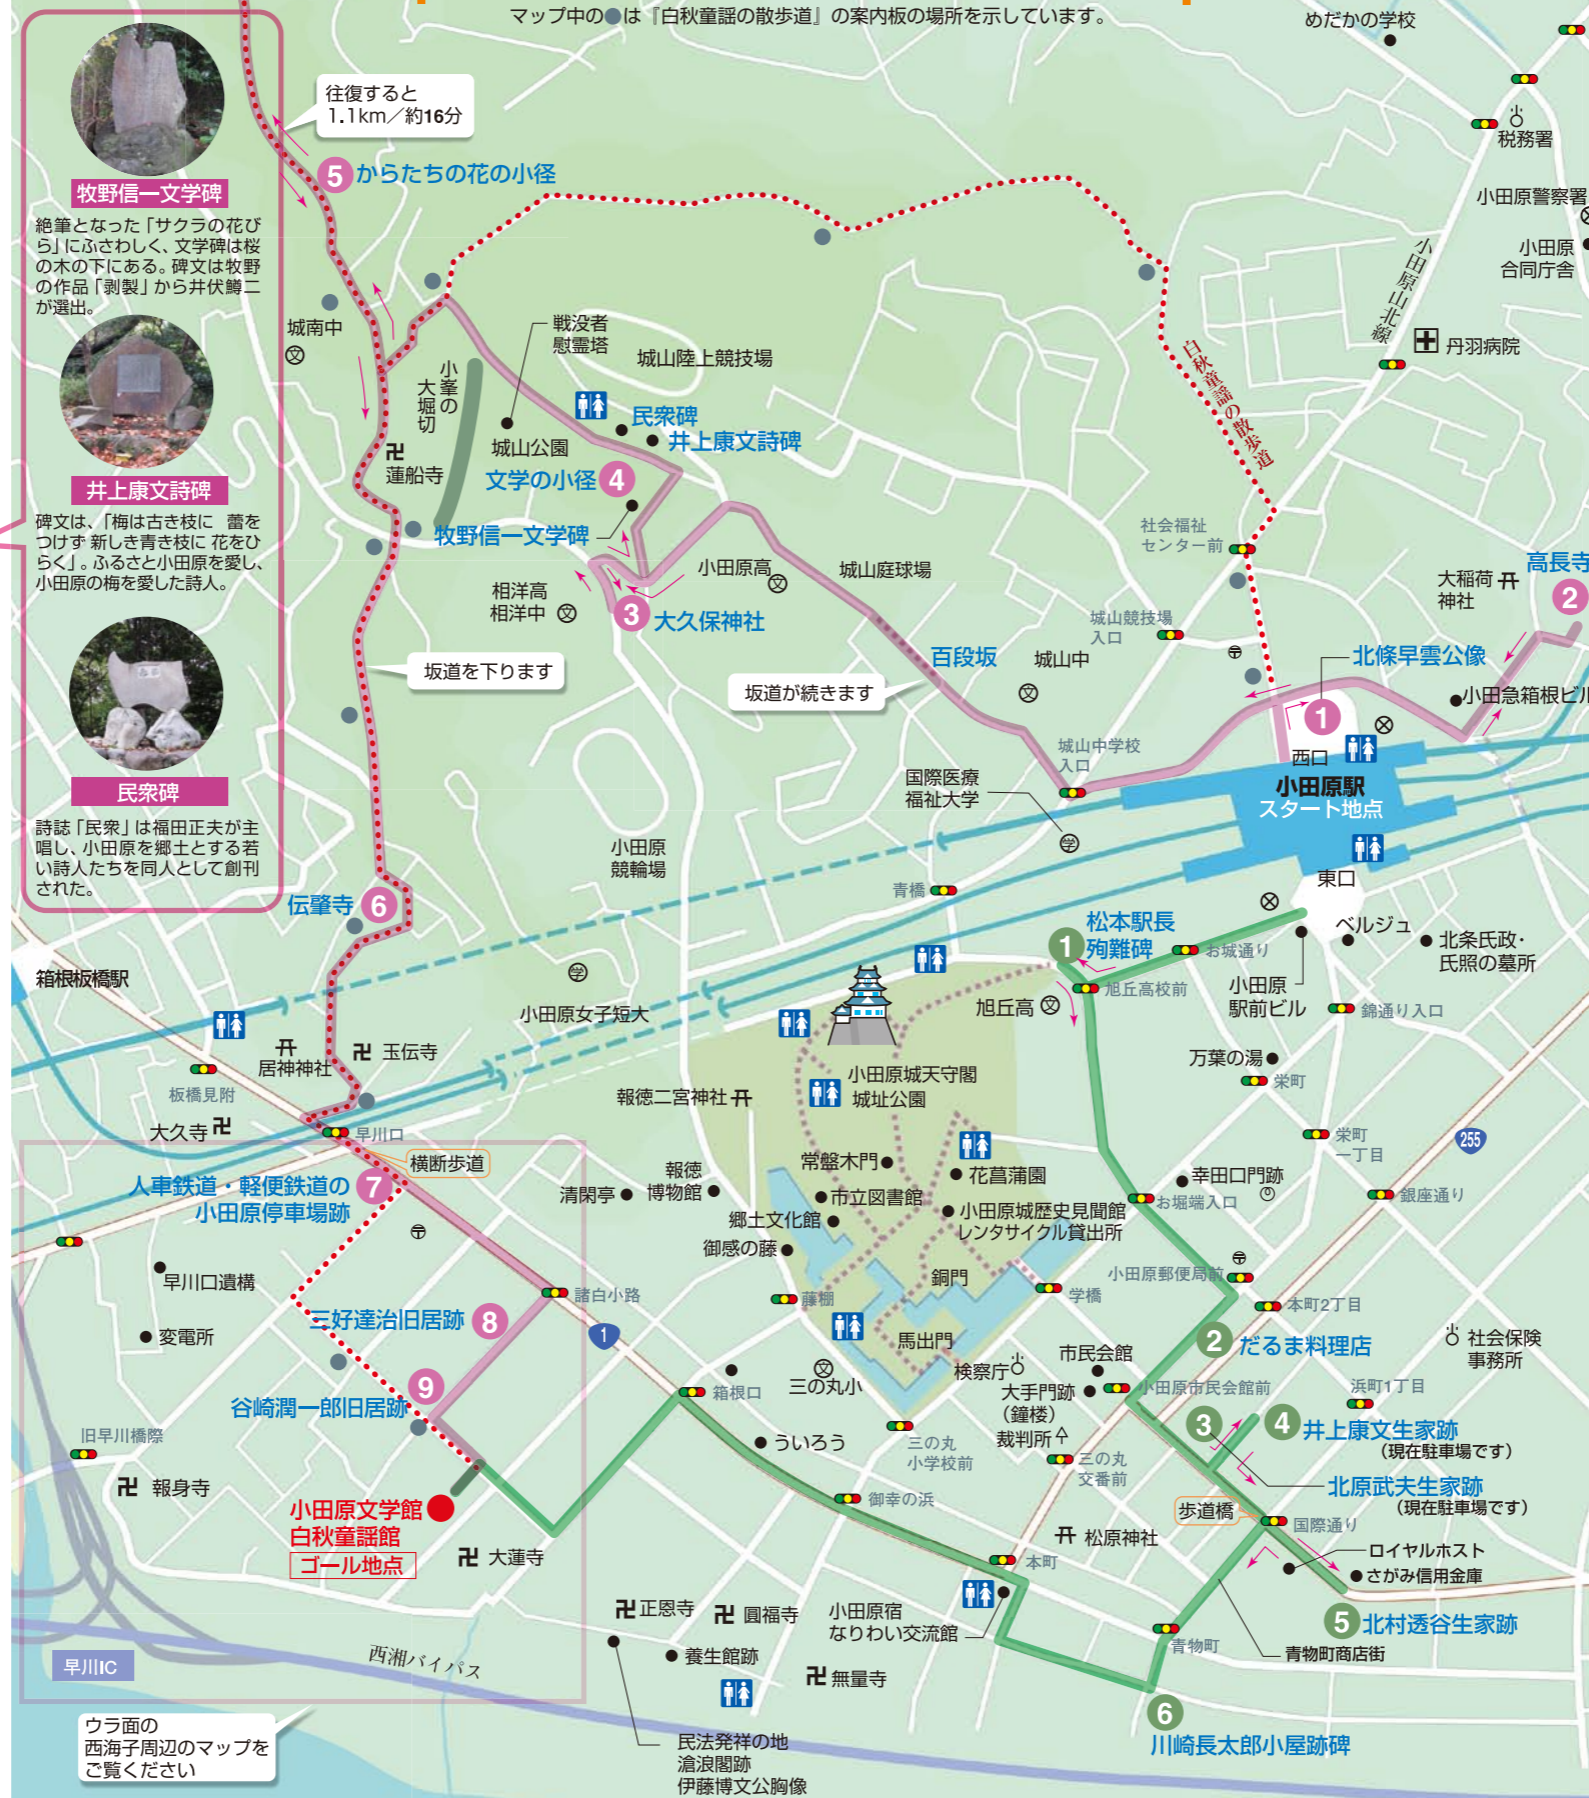 マップ中の●は『白秋童謡の散歩道』の案内板の場所を示しています。
めだかの学校
往復すると
1.1km／約16分
牧野信一文学碑
絶筆となった「サクラの花び
ら」にふさわしく、文学碑は桜
の木の下にある。碑文は牧野
の作品「剥製」から井伏鱒二
が選出。
井上康文詩碑
碑文は、「梅は古き枝に 蕾を
つけず 新しき青き枝に 花をひ
らく」。ふるさと小田原を愛し、
小田原の梅を愛した詩人。
民衆碑
詩誌「民衆」は福田正夫が主
唱し、小田原を郷土とする若
い詩人たちを同人として創刊
された。
5 からたちの花の小径
税務署
小田原警察署
小田原
合同庁舎
小田原山北線
丹羽病院
城南中
文
小峯の
大堀切
戦没者
慰霊塔
城山陸上競技場
民衆碑
井上康文詩碑
城山公園
文学の小径 4
蓮船寺
牧野信一文学碑
白秋童謡の散歩道
社会福祉
センター前
小田原高
文
城山庭球場
相洋高
相洋中
文
3 大久保神社
大稲荷
神社
高長寺
2
城山競技場
入口
百段坂
城山中
文
坂道を下ります
坂道が続きます
北條早雲公像
1
小田急箱根ビル
城山中学校
入口
西口
小田原駅
スタート地点
東口
国際医療
福祉大学
学
小田原
競輪場
青橋
伝肇寺 6
1
松本駅長
殉難碑
お城通り
ベルジュ
北条氏政・
氏照の墓所
箱根板橋駅
学
小田原女子短大
旭丘高校前
旭丘高
文
小田原
駅前ビル
錦通り入口
居神神社
玉伝寺
板橋見附
万葉の湯
栄町
小田原城天守閣
城址公園
報徳二宮神社
大久寺
早川口
横断歩道
栄町
一丁目
255
人車鉄道・軽便鉄道の
小田原停車場跡
7
報徳
博物館
清閑亭
常盤木門
花菖蒲園
市立図書館
幸田口門跡
お堀端入口
銀座通り
郷土文化館
小田原城歴史見聞館
レンタサイクル貸出所
御感の藤
早川口遺構
銅門
小田原郵便局前
諸白小路
藤棚
学橋
本町2丁目
三好達治旧居跡 8
1
変電所
馬出門
2 だるま料理店
社会保険
事務所
検察庁
市民会館
三の丸小
文
大手門跡
（鐘楼）
小田原市民会館前
浜町1丁目
9
谷崎潤一郎旧居跡
箱根口
裁判所
3
4 井上康文生家跡
（現在駐車場です）
旧早川橋際
ういろう
三の丸
小学校前
三の丸
交番前
北原武夫生家跡
（現在駐車場です）
報身寺
御幸の浜
歩道橋
国際通り
小田原文学館
白秋童謡館
ゴール地点
松原神社
大蓮寺
本町
ロイヤルホスト
さがみ信用金庫
正恩寺
圓福寺
小田原宿
なりわい交流館
5 北村透谷生家跡
青物町
青物町商店街
早川IC
西湘バイパス
養生館跡
無量寺
6
川崎長太郎小屋跡碑
ウラ面の
西海子周辺のマップを
ご覧ください
民法発祥の地
滄浪閣跡
伊藤博文公胸像